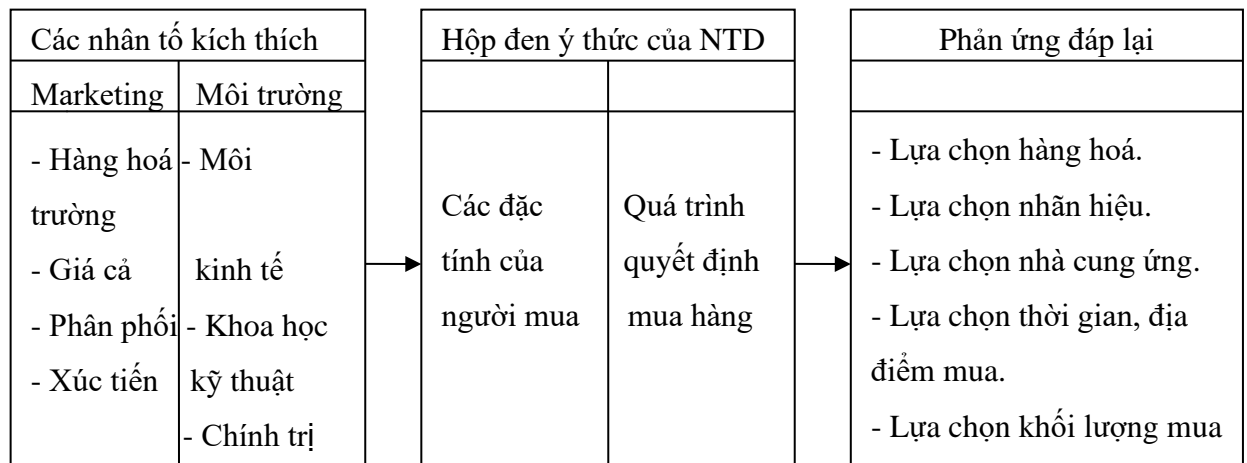 Các nhân tố kích thích
Marketing Môi trường
- Hàng hoá - Môi
trường
- Giá cả kinh tế
- Phân phối - Khoa học
- Xúc tiến kỹ thuật
- Chính trị
Hộp đen ý thức của NTD
Các đặc
tính của
người mua
Quá trình
quyết định
mua hàng
Phản ứng đáp lại
- Lựa chọn hàng hoá.
- Lựa chọn nhãn hiệu.
- Lựa chọn nhà cung ứng.
- Lựa chọn thời gian, địa
điểm mua.
- Lựa chọn khối lượng mua